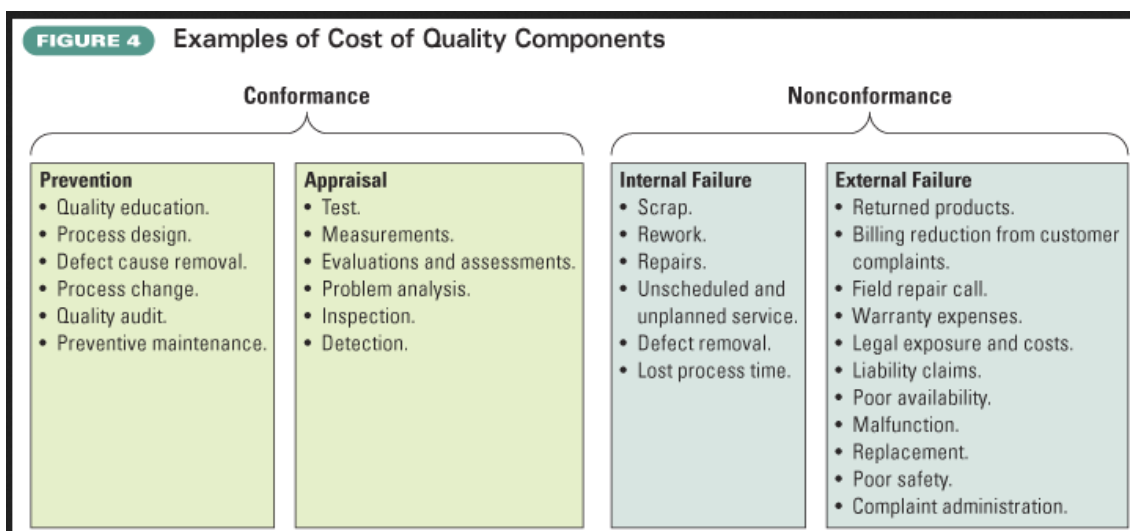 FIGURE 4 Examples of Cost of Quality Components
Conformance
Nonconformance
Prevention
• Quality education.
• Process design.
• Defect cause removal.
• Process change.
• Quality audit.
• Preventive maintenance.
Appraisal
• Test.
• Measurements.
• Evaluations and assessments.
• Problem analysis.
• Inspection.
• Detection.
Internal Failure
• Scrap.
• Rework.
• Repairs.
• Unscheduled and
unplanned service.
• Defect removal.
• Lost process time.
External Failure
• Returned products.
• Billing reduction from customer
complaints.
• Field repair call.
• Warranty expenses.
• Legal exposure and costs.
• Liability claims.
• Poor availability.
• Malfunction.
• Replacement.
• Poor safety.
• Complaint administration.